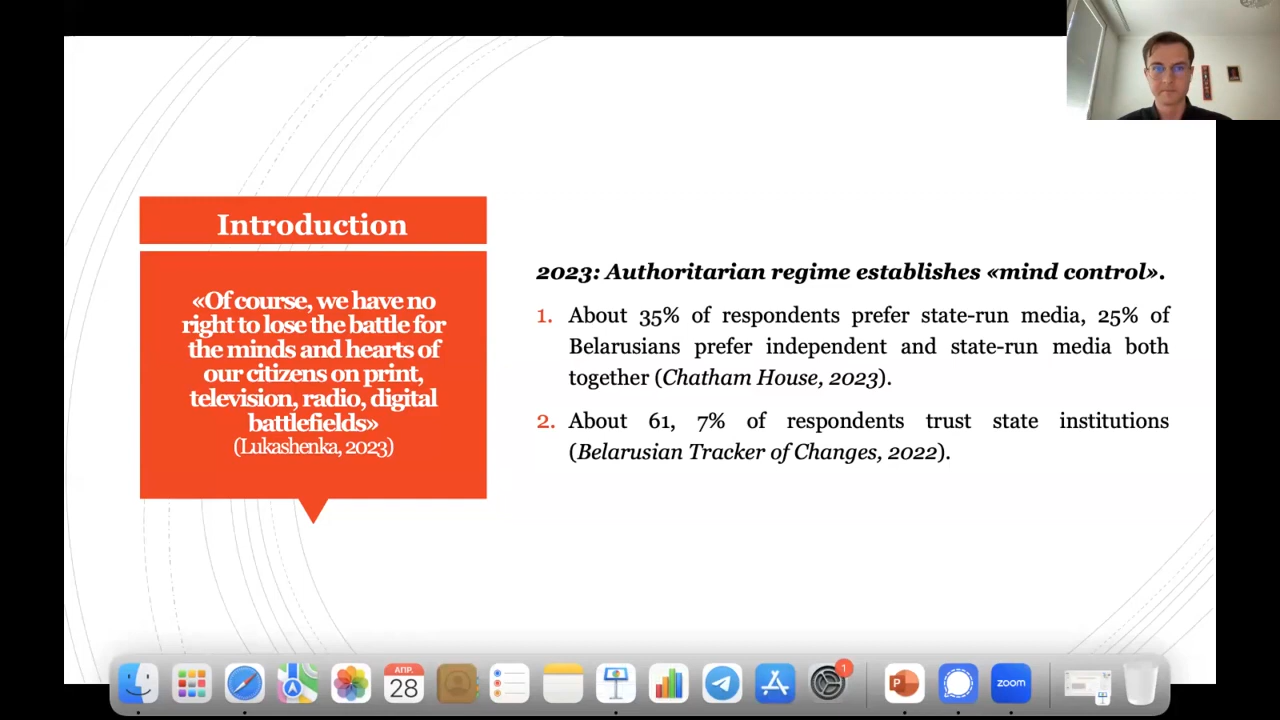 Introduction
«Of course, we have no
right to lose the battle for
the minds and hearts of
our citizens on print,
television, radio, digital
battlefields»
(Lukashenka, 2023)
2023: Authoritarian regime establishes «mind control».
1. About 35% of respondents prefer state-run media, 25% of
Belarusians prefer independent and state-run media both
together (Chatham House, 2023).
2. About 61, 7% of respondents trust state institutions
(Belarusian Tracker of Changes, 2022).
АПР.
28
1
P
zoom